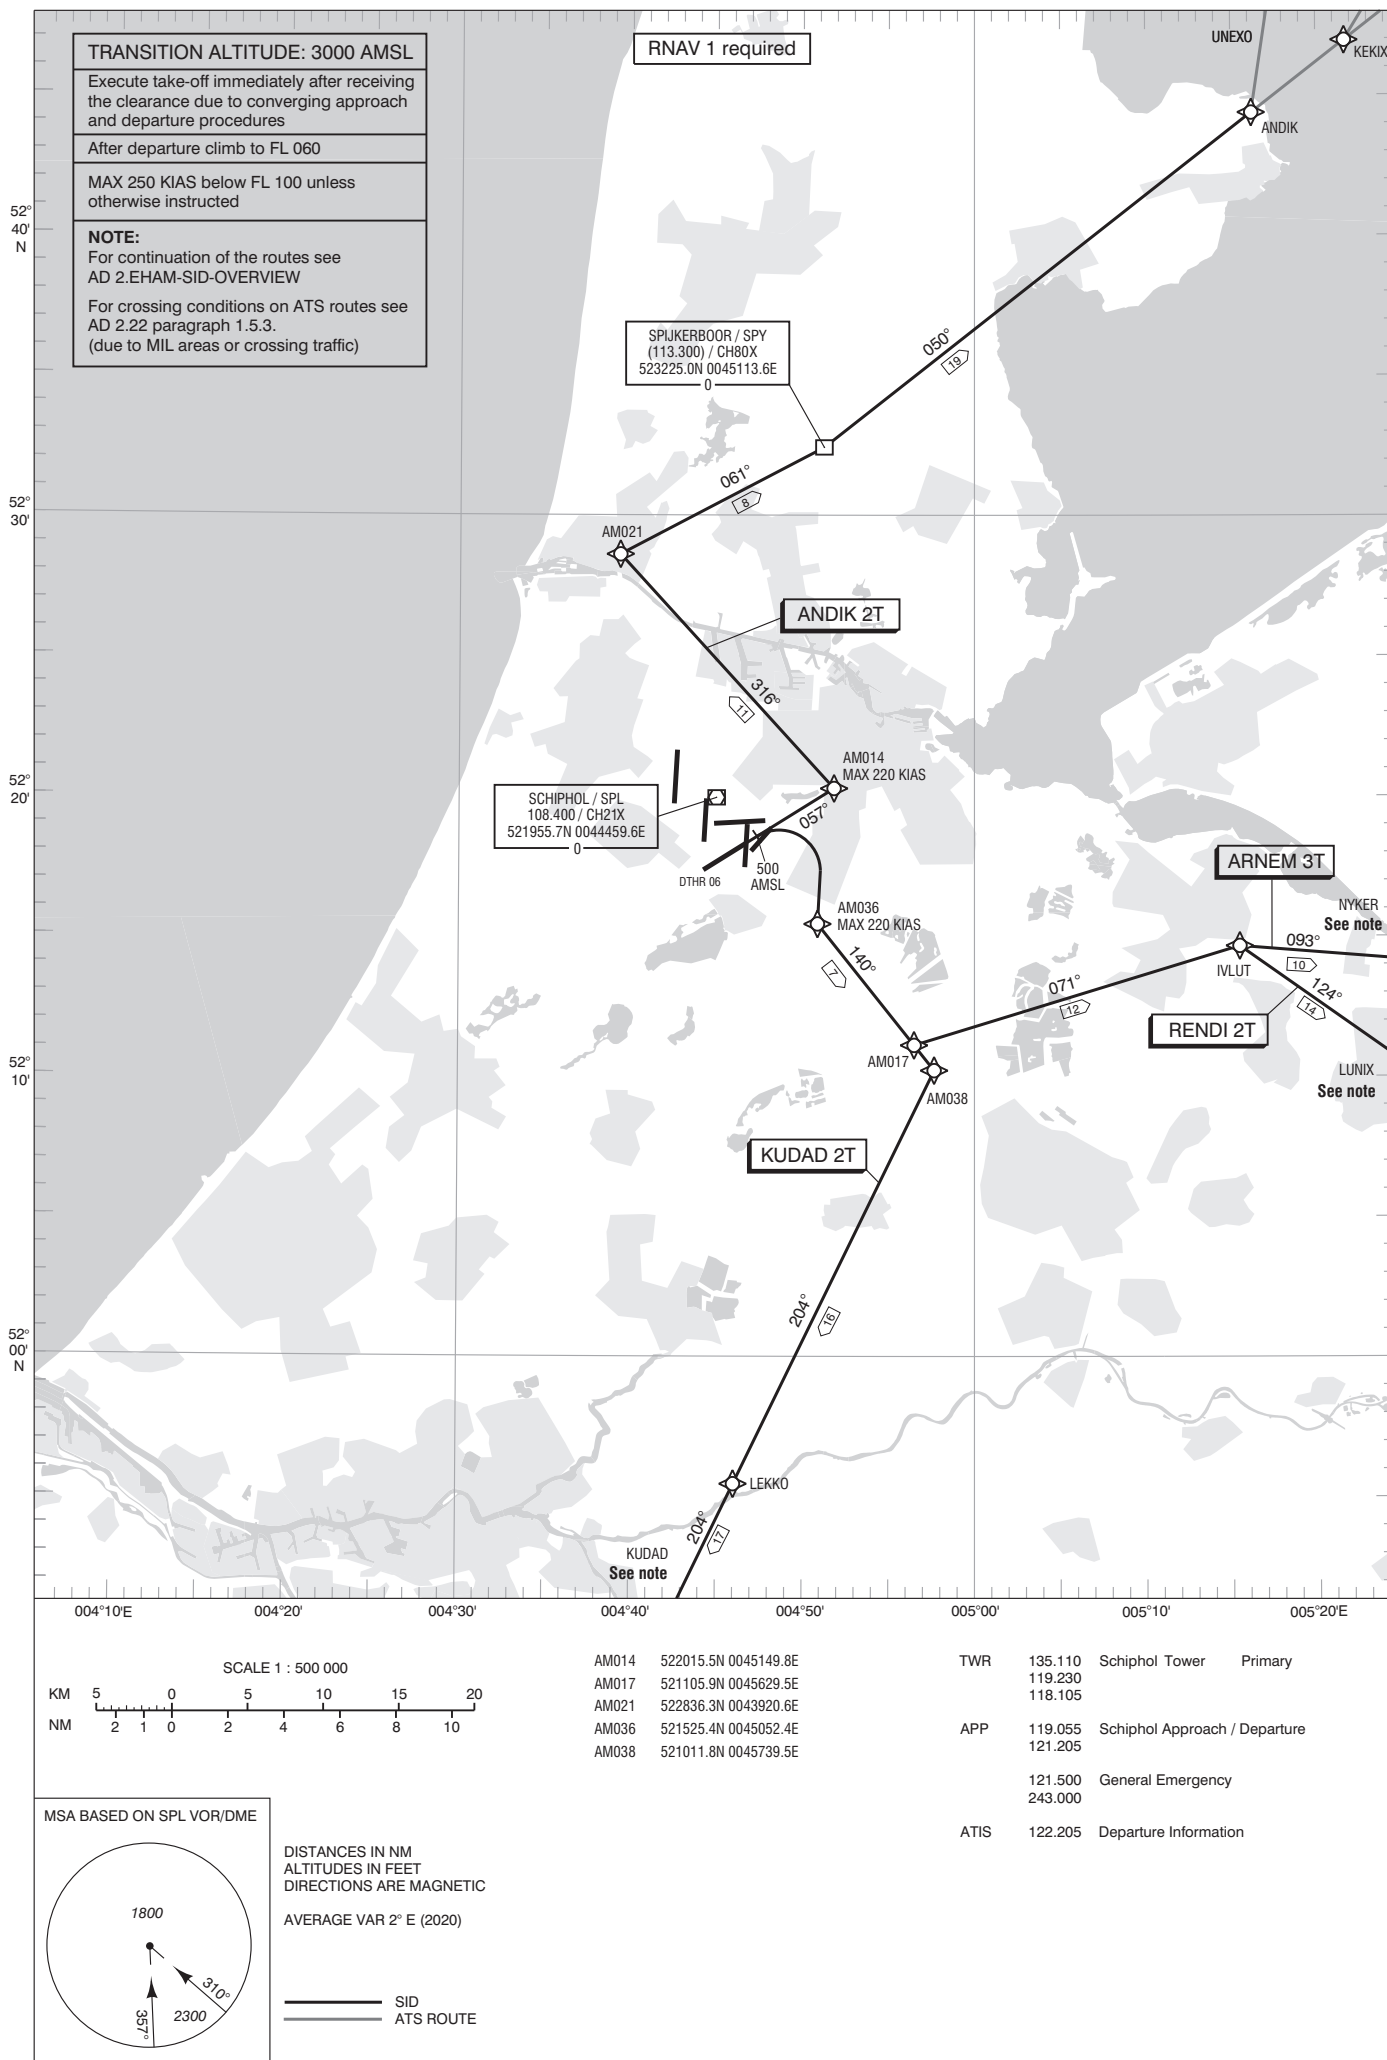 TRANSITION ALTITUDE: 3000 AMSL
Execute take-off immediately after receiving
the clearance due to converging approach
and departure procedures
After departure climb to FL 060
MAX 250 KIAS below FL 100 unless
otherwise instructed
NOTE:
For continuation of the routes see
AD 2.EHAM-SID-OVERVIEW
For crossing conditions on ATS routes see
AD 2.22 paragraph 1.5.3.
(due to MIL areas or crossing traffic)
RNAV 1 required
UNEXO
KEKIX
ANDIK
52°
40'
N
SPIJKERBOOR / SPY
(113.300) / CH80X
523225.0N 0045113.6E
0
050°
19
061°
8
52°
30'
AM021
ANDIK 2T
316°
11
AM014
MAX 220 KIAS
52°
20'
SCHIPHOL / SPL
108.400 / CH21X
521955.7N 0044459.6E
0
057°
DTHR 06
500
AMSL
ARNEM 3T
AM036
MAX 220 KIAS
NYKER
See note
093°
10
IVLUT
140°
7
071°
12
124°
14
RENDI 2T
52°
10'
AM017
AM038
LUNIX
See note
KUDAD 2T
204°
16
52°
00'
N
LEKKO
204°
17
KUDAD
See note
004°10'E
004°20'
004°30'
004°40'
004°50'
005°00'
005°10'
005°20'E
SCALE 1 : 500 000
KM 5 0 5 10 15 20
NM 2 1 0 2 4 6 8 10
AM014 522015.5N 0045149.8E
AM017 521105.9N 0045629.5E
AM021 522836.3N 0043920.6E
AM036 521525.4N 0045052.4E
AM038 521011.8N 0045739.5E
TWR 135.110 Schiphol Tower Primary
119.230
118.105
APP 119.055 Schiphol Approach / Departure
121.205
121.500 General Emergency
243.000
ATIS 122.205 Departure Information
MSA BASED ON SPL VOR/DME
1800
310°
2300
357°
DISTANCES IN NM
ALTITUDES IN FEET
DIRECTIONS ARE MAGNETIC
AVERAGE VAR 2° E (2020)
SID
ATS ROUTE